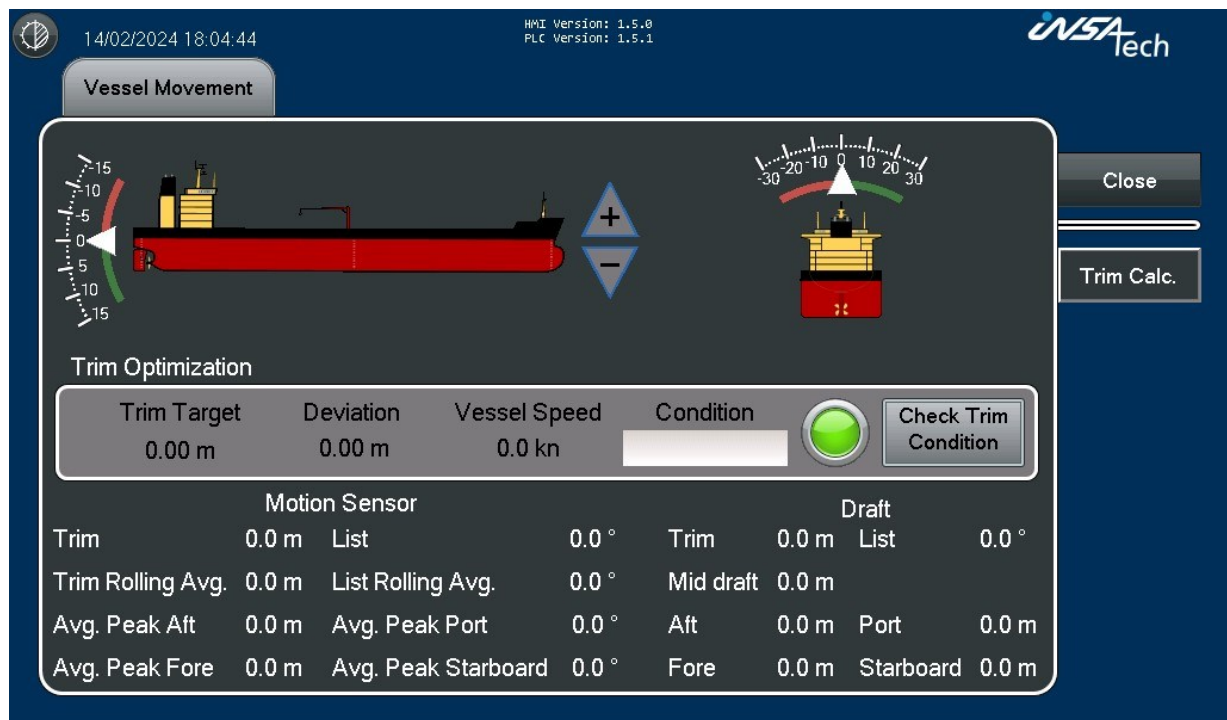 14/02/2024 18:04:44
HMI Version: 1.5.0
PLC Version: 1.5.1
iNSATech
Vessel Movement
-15
-10
-5
0
5
10
15
+
−
-30 -20 -10 0 10 20 30
Close
Trim Calc.
Trim Optimization
Trim Target Deviation Vessel Speed Condition
0.00 m 0.00 m 0.0 kn
Check Trim
Condition
Motion Sensor Draft
Trim 0.0 m List 0.0 ° Trim 0.0 m List 0.0 °
Trim Rolling Avg. 0.0 m List Rolling Avg. 0.0 ° Mid draft 0.0 m
Avg. Peak Aft 0.0 m Avg. Peak Port 0.0 ° Aft 0.0 m Port 0.0 m
Avg. Peak Fore 0.0 m Avg. Peak Starboard 0.0 ° Fore 0.0 m Starboard 0.0 m